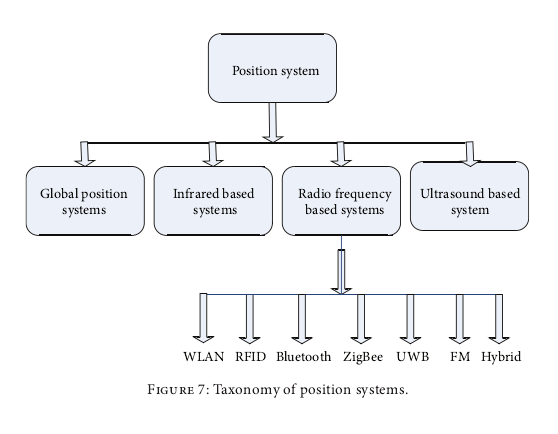 Position system
Global position
systems
Infrared based
systems
Radio frequency
based systems
Ultrasound based
system
WLAN
RFID
Bluetooth
ZigBee
UWB
FM
Hybrid
Figure 7: Taxonomy of position systems.